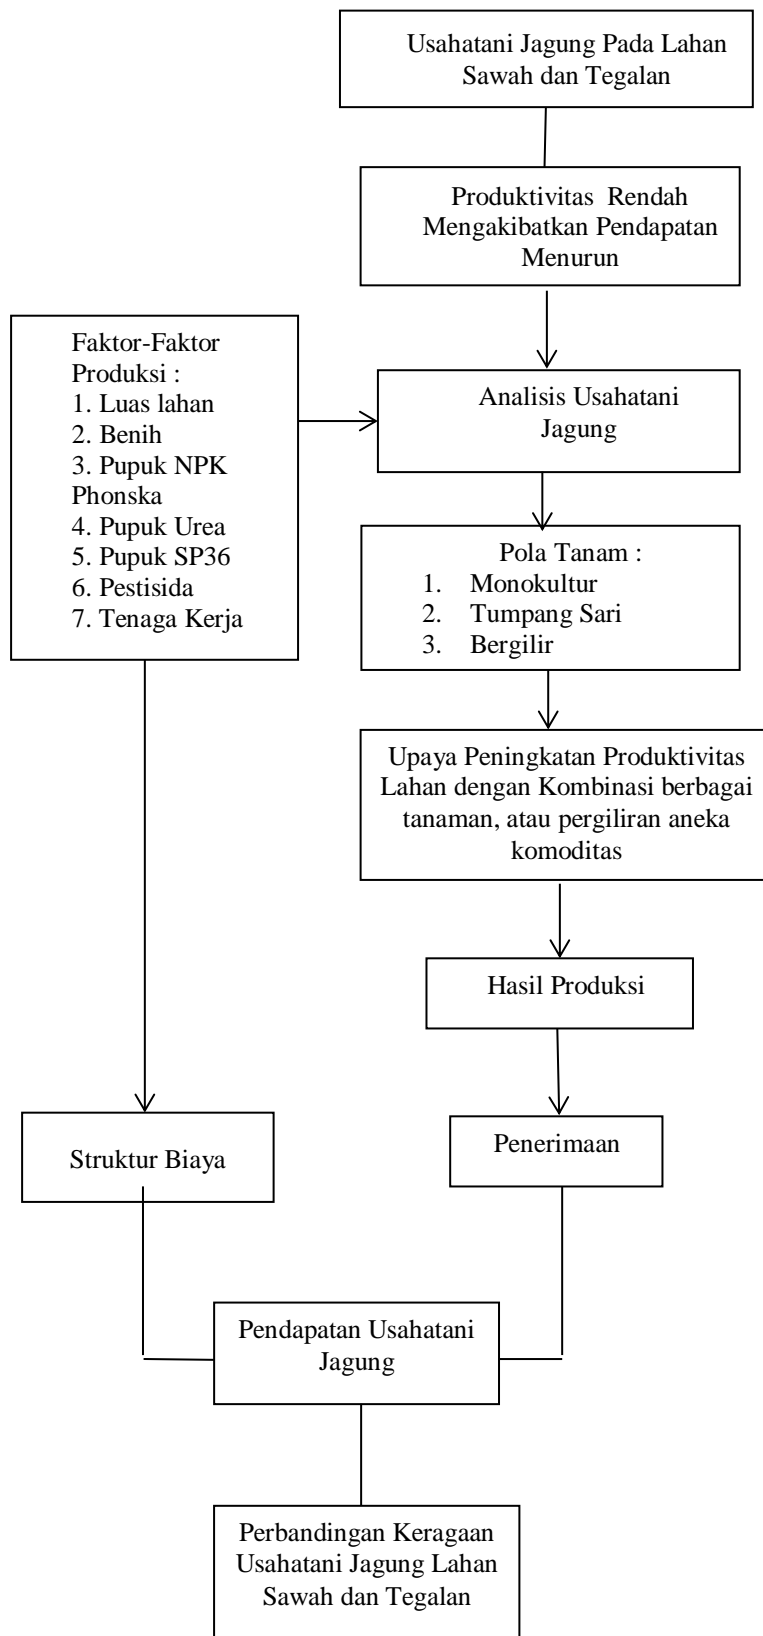 Usahatani Jagung Pada Lahan
Sawah dan Tegalan
Produktivitas Rendah
Mengakibatkan Pendapatan
Menurun
Faktor-Faktor
Produksi :
1. Luas lahan
2. Benih
3. Pupuk NPK
Phonska
4. Pupuk Urea
5. Pupuk SP36
6. Pestisida
7. Tenaga Kerja
Analisis Usahatani
Jagung
Pola Tanam :
1. Monokultur
2. Tumpang Sari
3. Bergilir
Upaya Peningkatan Produktivitas
Lahan dengan Kombinasi berbagai
tanaman, atau pergiliran aneka
komoditas
Hasil Produksi
Struktur Biaya
Penerimaan
Pendapatan Usahatani
Jagung
Perbandingan Keragaan
Usahatani Jagung Lahan
Sawah dan Tegalan